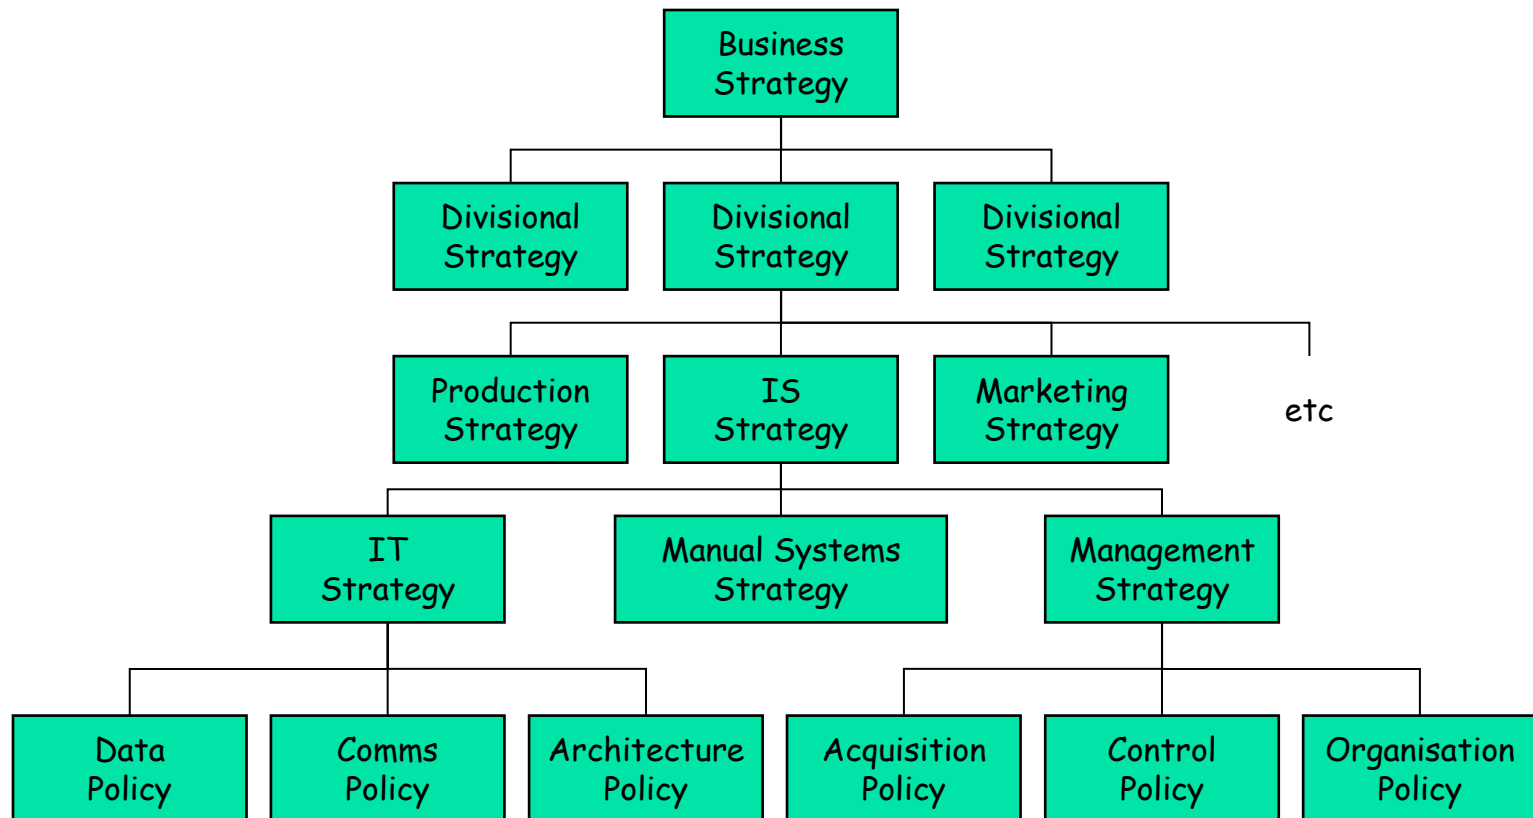 Business
Strategy
Divisional
Strategy
Divisional
Strategy
Divisional
Strategy
Production
Strategy
IS
Strategy
Marketing
Strategy
etc
IT
Strategy
Manual Systems
Strategy
Management
Strategy
Data
Policy
Comms
Policy
Architecture
Policy
Acquisition
Policy
Control
Policy
Organisation
Policy